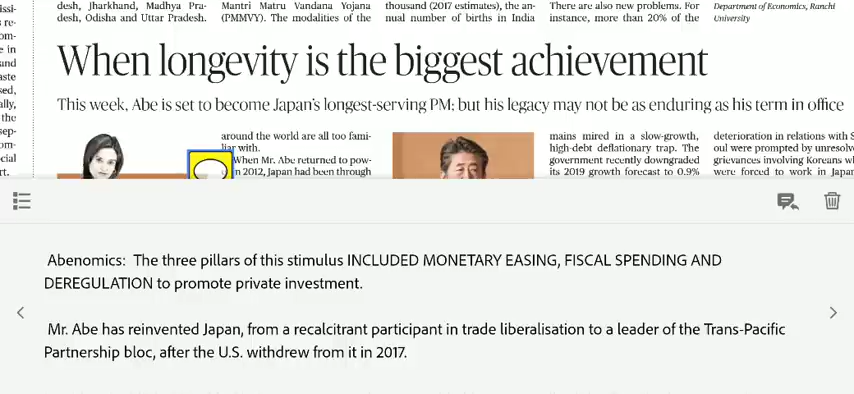 desh, Jharkhand, Madhya Pra-
desh, Odisha and Uttar Pradesh.
Mantri Matru Vandana Yojana
(PMMVY). The modalities of the
thousand (2017 estimates), the an-
nual number of births in India
There are also new problems. For
instance, more than 20% of the
Department of Economics, Ranchi
University
When longevity is the biggest achievement
This week, Abe is set to become Japan's longest-serving PM; but his legacy may not be as enduring as his term in office
around the world are all too fami-
liar with.
When Mr. Abe returned to pow-
in 2012, Japan had been through
mains mired in a slow-growth,
high-debt deflationary trap. The
government recently downgraded
its 2019 growth forecast to 0.9%
deterioration in relations with
oul were prompted by
grievances involving Koreans
were forced to work in Japan
Abenomics: The three pillars of this stimulus INCLUDED MONETARY EASING, FISCAL SPENDING AND
DEREGULATION to promote private investment.
Mr. Abe has reinvented Japan, from a recalcitrant participant in trade liberalisation to a leader of the Trans-Pacific
Partnership bloc, after the U.S. withdrew from it in 2017.